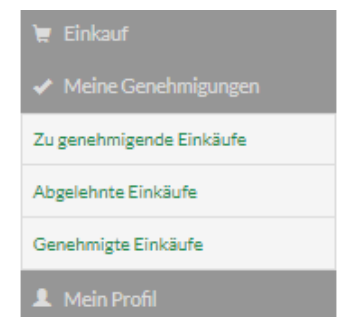 Einkauf
Meine Genehmigungen
Zu genehmigende Einkäufe
Abgelehnte Einkäufe
Genehmigte Einkäufe
Mein Profil